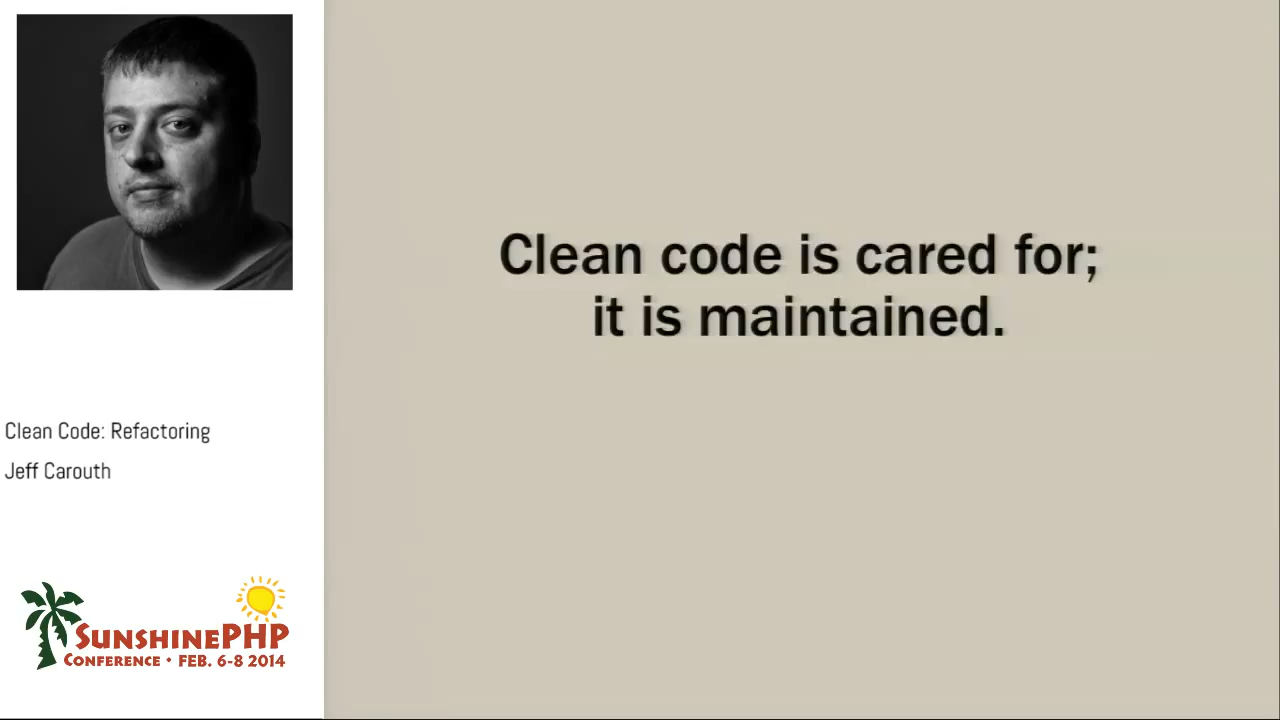 Clean code is cared for;
it is maintained.
Clean Code: Refactoring
Jeff Carouth
SunshinePHP
Conference • Feb. 6-8 2014